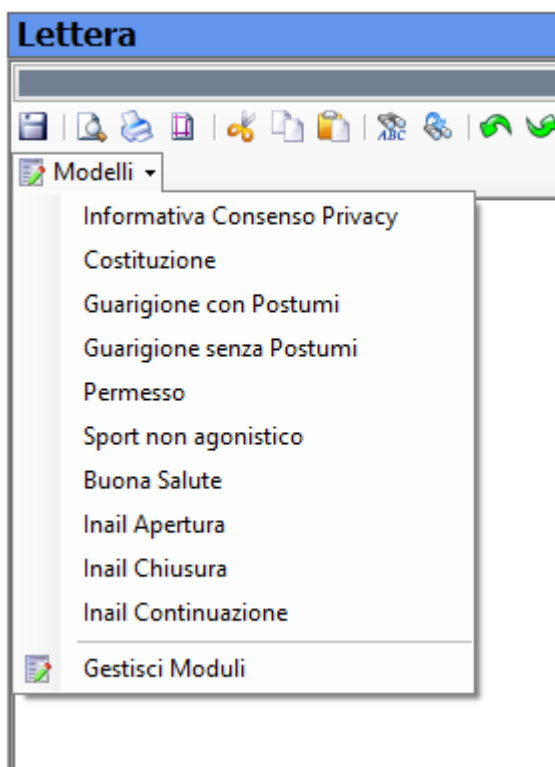 Lettera
ABC
Modelli
Informativa Consenso Privacy
Costituzione
Guarigione con Postumi
Guarigione senza Postumi
Permesso
Sport non agonistico
Buona Salute
Inail Apertura
Inail Chiusura
Inail Continuazione
Gestisci Moduli